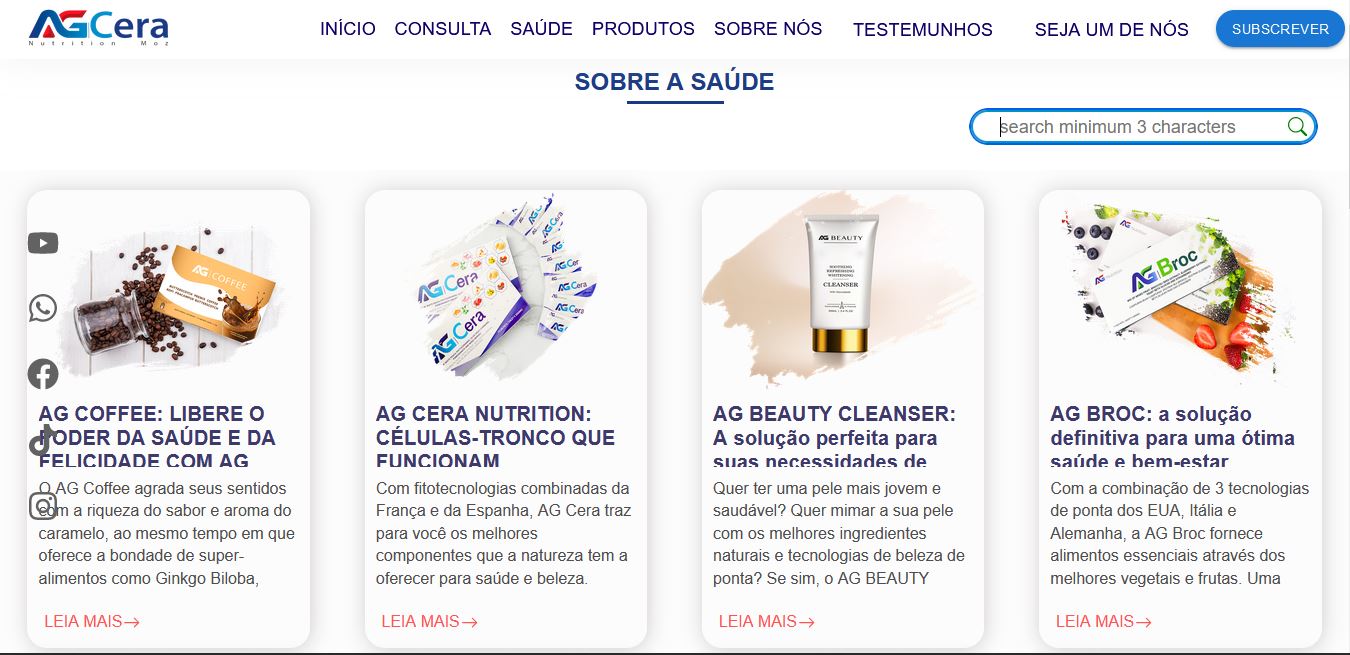 AGCera
Nutrition Moz
INÍCIO CONSULTA SAÚDE PRODUTOS SOBRE NÓS TESTEMUNHOS SEJA UM DE NÓS SUBSCREVER
SOBRE A SAÚDE
search minimum 3 characters
AG COFFEE
AG COFFEE: LIBERE O
PODER DA SAÚDE E DA
FELICIDADE COM AG
O AG Coffee agrada seus sentidos
com a riqueza do sabor e aroma do
caramelo, ao mesmo tempo em que
oferece a bondade de super-
alimentos como Ginkgo Biloba,
LEIA MAIS→
AGCera
AGCera
AG CERA NUTRITION:
CÉLULAS-TRONCO QUE
FUNCIONAM
Com fitotecnologias combinadas da
França e da Espanha, AG Cera traz
para você os melhores
componentes que a natureza tem a
oferecer para saúde e beleza.
LEIA MAIS→
AG BEAUTY
SOOTHING
REFRESHING
WHITENING
CLEANSER
AG BEAUTY CLEANSER:
A solução perfeita para
suas necessidades de
Quer ter uma pele mais jovem e
saudável? Quer mimar a sua pele
com os melhores ingredientes
naturais e tecnologias de beleza de
ponta? Se sim, o AG BEAUTY
LEIA MAIS→
AGBroc
AG BROC: a solução
definitiva para uma ótima
saúde e bem-estar
Com a combinação de 3 tecnologias
de ponta dos EUA, Itália e
Alemanha, a AG Broc fornece
alimentos essenciais através dos
melhores vegetais e frutas. Uma
LEIA MAIS→